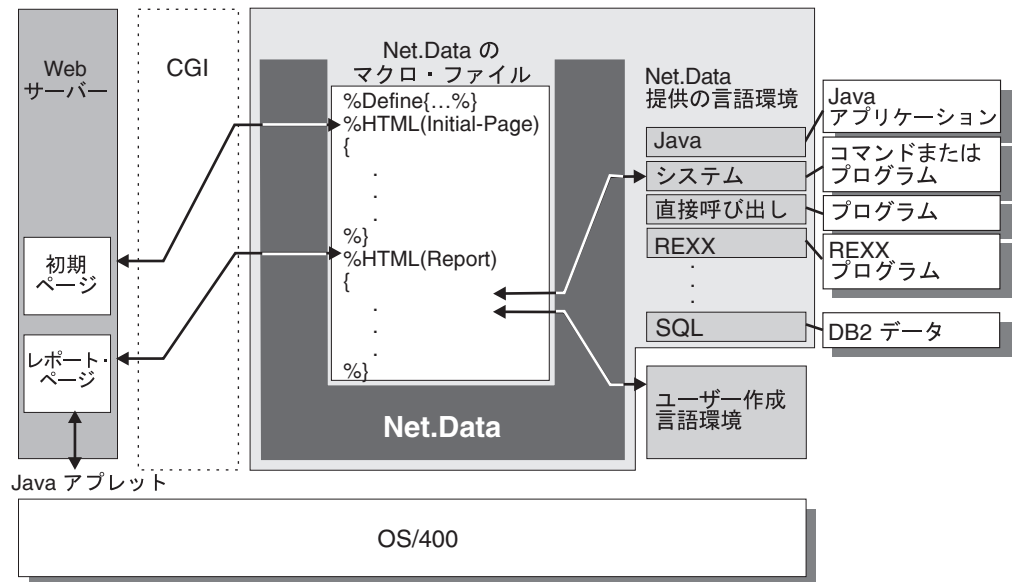 Web
サーバー
初期
ページ
レポート・
ページ
Java アプレット
CGI
Net.Data の
マクロ・ファイル
%Define{...%}
%HTML(Initial-Page)
{
.
.
.
%}
%HTML(Report)
{
.
.
.
%}
Net.Data
Net.Data
提供の言語環境
Java
システム
直接呼び出し
REXX
.
.
.
SQL
ユーザー作成
言語環境
Java
アプリケーション
コマンドまたは
プログラム
プログラム
REXX
プログラム
DB2 データ
OS/400